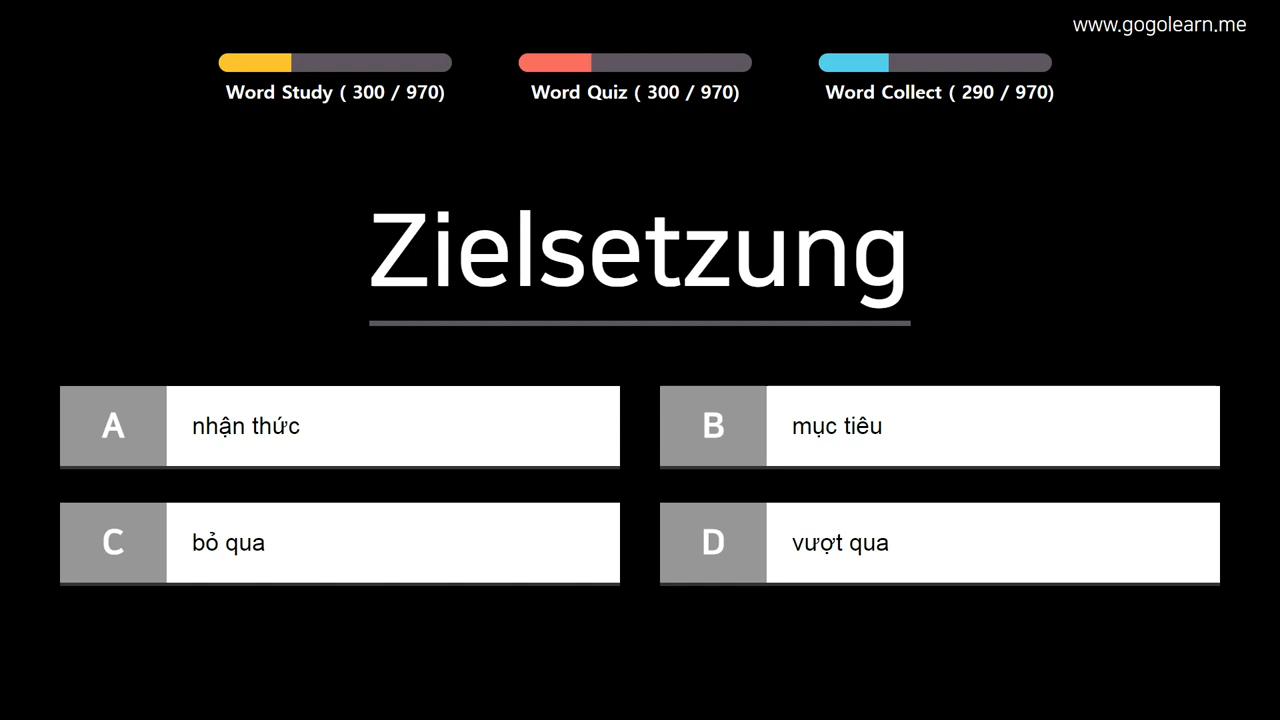 www.gogolearn.me
Word Study ( 300 / 970)
Word Quiz ( 300 / 970)
Word Collect ( 290 / 970)
Zielsetzung
A nhận thức
B mục tiêu
C bỏ qua
D vượt qua